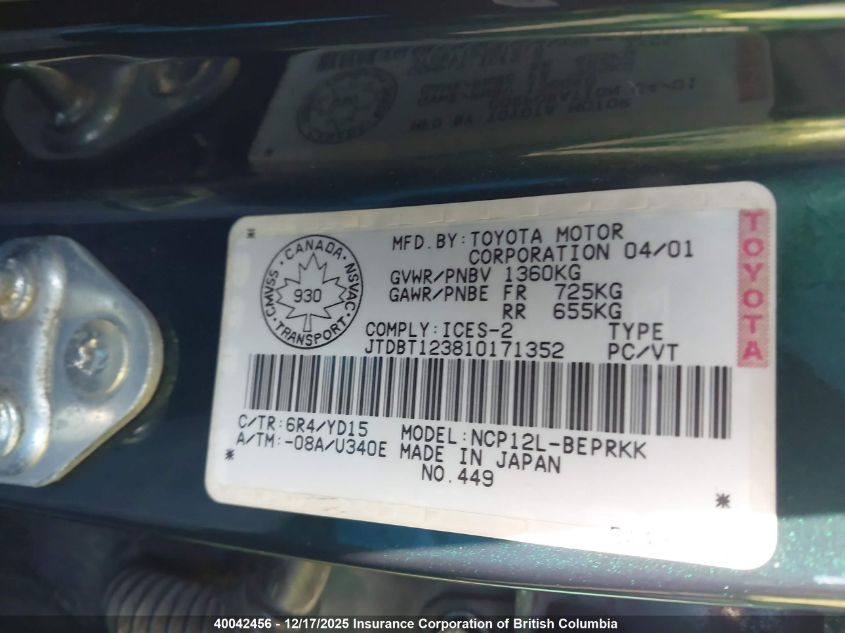 MFD.BY:TOYOTA MOTOR
CORPORATION 04/01
GVWR/PNBV 1360KG
GAWR/PNBE FR 725KG
RR 655KG
CANADA · NSVAC · TRANSPORT · CMVSS
930
COMPLY:ICES-2 TYPE
JTDBT123810171352 PC/VT
C/TR:6R4/YD15 MODEL:NCP12L-BEPRKK
A/TM:-08A/U340E MADE IN JAPAN
NO.449
TOYOTA
40042456 - 12/17/2025 Insurance Corporation of British Columbia